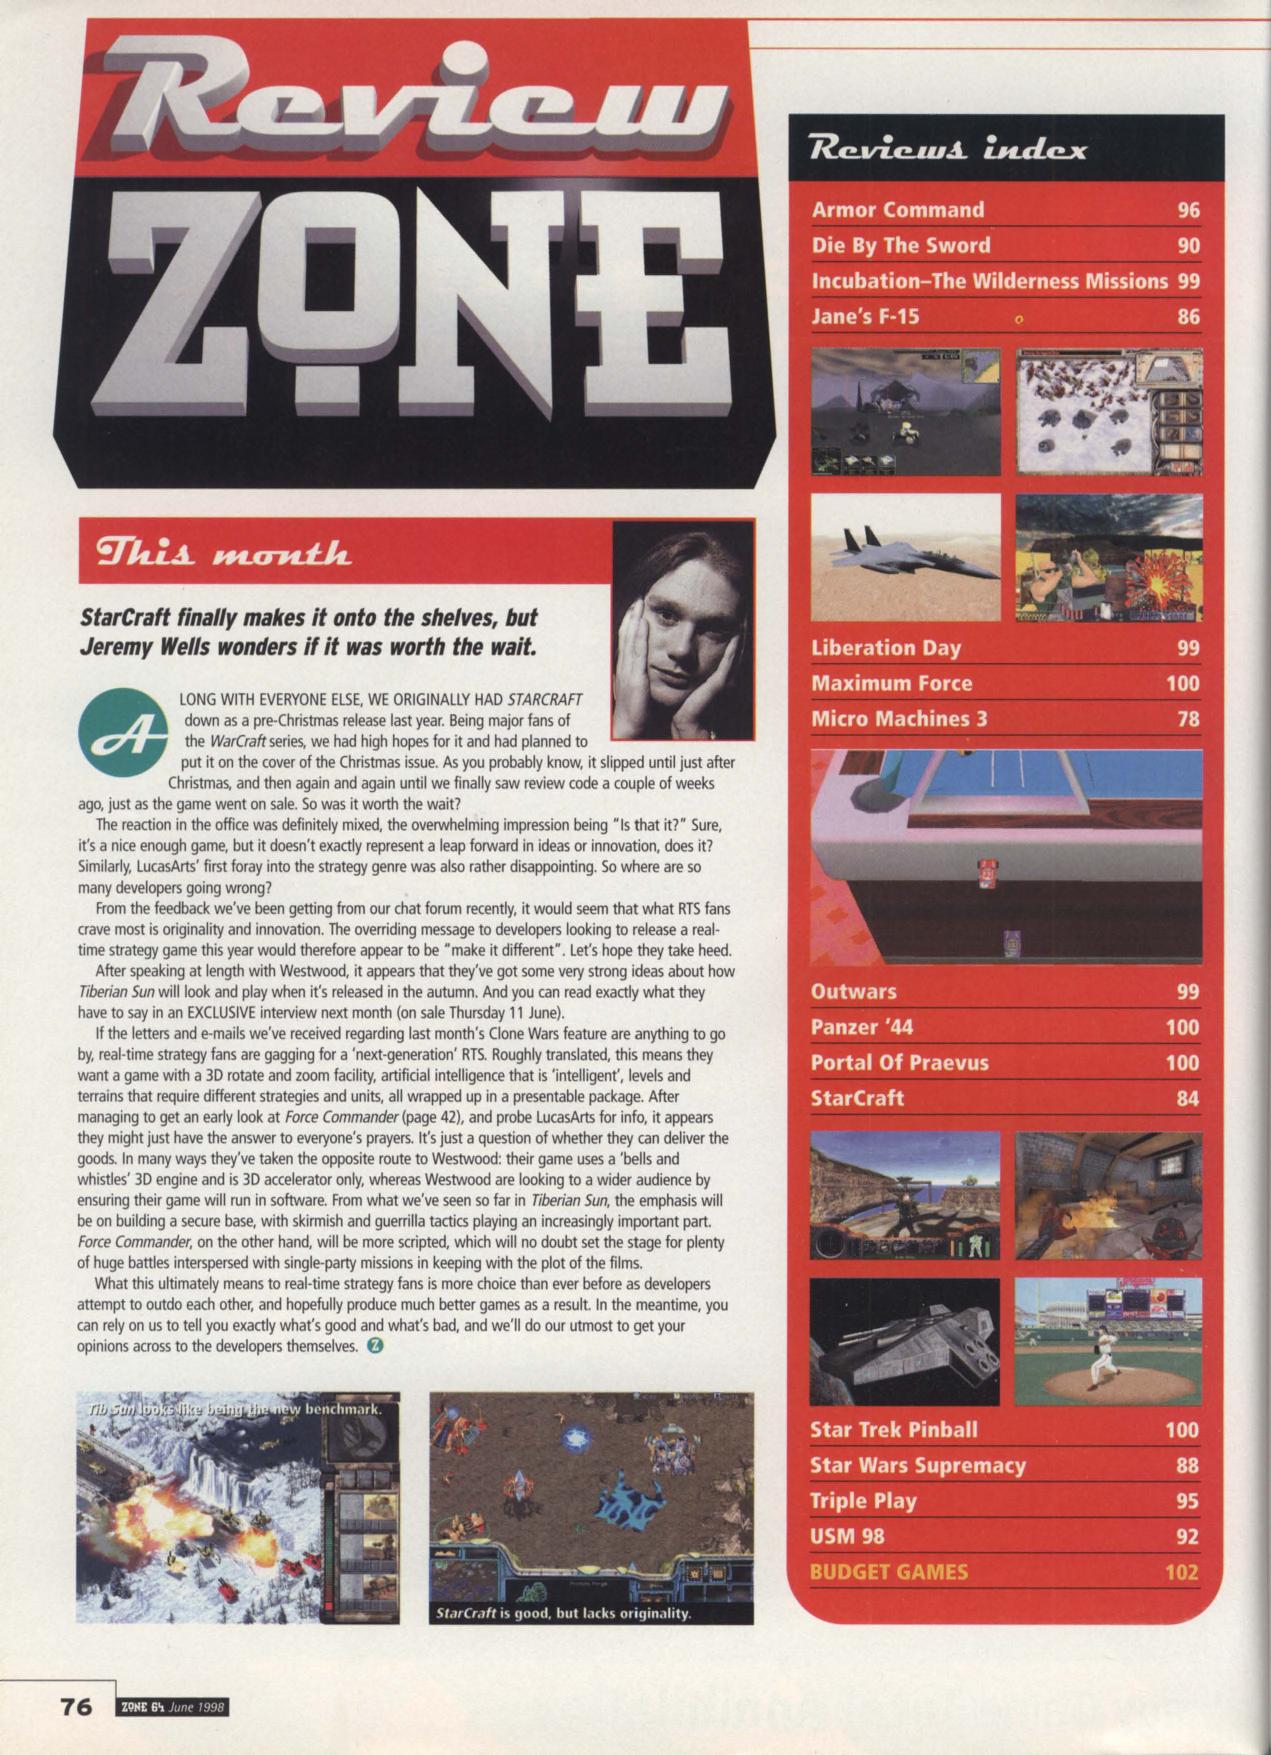 Review
ZONE
This month
StarCraft finally makes it onto the shelves, but
Jeremy Wells wonders if it was worth the wait.
ALONG WITH EVERYONE ELSE, WE ORIGINALLY HAD STARCRAFT
down as a pre-Christmas release last year. Being major fans of
the WarCraft series, we had high hopes for it and had planned to
put it on the cover of the Christmas issue. As you probably know, it slipped until just after
Christmas, and then again and again until we finally saw review code a couple of weeks
ago, just as the game went on sale. So was it worth the wait?
The reaction in the office was definitely mixed, the overwhelming impression being "Is that it?" Sure,
it's a nice enough game, but it doesn't exactly represent a leap forward in ideas or innovation, does it?
Similarly, LucasArts' first foray into the strategy genre was also rather disappointing. So where are so
many developers going wrong?
From the feedback we've been getting from our chat forum recently, it would seem that what RTS fans
crave most is originality and innovation. The overriding message to developers looking to release a real-
time strategy game this year would therefore appear to be "make it different". Let's hope they take heed.
After speaking at length with Westwood, it appears that they've got some very strong ideas about how
Tiberian Sun will look and play when it's released in the autumn. And you can read exactly what they
have to say in an EXCLUSIVE interview next month (on sale Thursday 11 June).
If the letters and e-mails we've received regarding last month's Clone Wars feature are anything to go
by, real-time strategy fans are gagging for a 'next-generation' RTS. Roughly translated, this means they
want a game with a 3D rotate and zoom facility, artificial intelligence that is 'intelligent', levels and
terrains that require different strategies and units, all wrapped up in a presentable package. After
managing to get an early look at Force Commander (page 42), and probe LucasArts for info, it appears
they might just have the answer to everyone's prayers. It's just a question of whether they can deliver the
goods. In many ways they've taken the opposite route to Westwood: their game uses a 'bells and
whistles' 3D engine and is 3D accelerator only, whereas Westwood are looking to a wider audience by
ensuring their game will run in software. From what we've seen so far in Tiberian Sun, the emphasis will
be on building a secure base, with skirmish and guerrilla tactics playing an increasingly important part.
Force Commander, on the other hand, will be more scripted, which will no doubt set the stage for plenty
of huge battles interspersed with single-party missions in keeping with the plot of the films.
What this ultimately means to real-time strategy fans is more choice than ever before as developers
attempt to outdo each other, and hopefully produce much better games as a result. In the meantime, you
can rely on us to tell you exactly what's good and what's bad, and we'll do our utmost to get your
opinions across to the developers themselves. Z
Tib Sun looks like being the new benchmark.
StarCraft is good, but lacks originality.
Reviews index
Armor Command 96
Die By The Sword 90
Incubation–The Wilderness Missions 99
Jane's F-15 86
Liberation Day 99
Maximum Force 100
Micro Machines 3 78
Outwars 99
Panzer '44 100
Portal Of Praevus 100
StarCraft 84
Star Trek Pinball 100
Star Wars Supremacy 88
Triple Play 95
USM 98 92
BUDGET GAMES 102
76 ZONE 64 June 1998